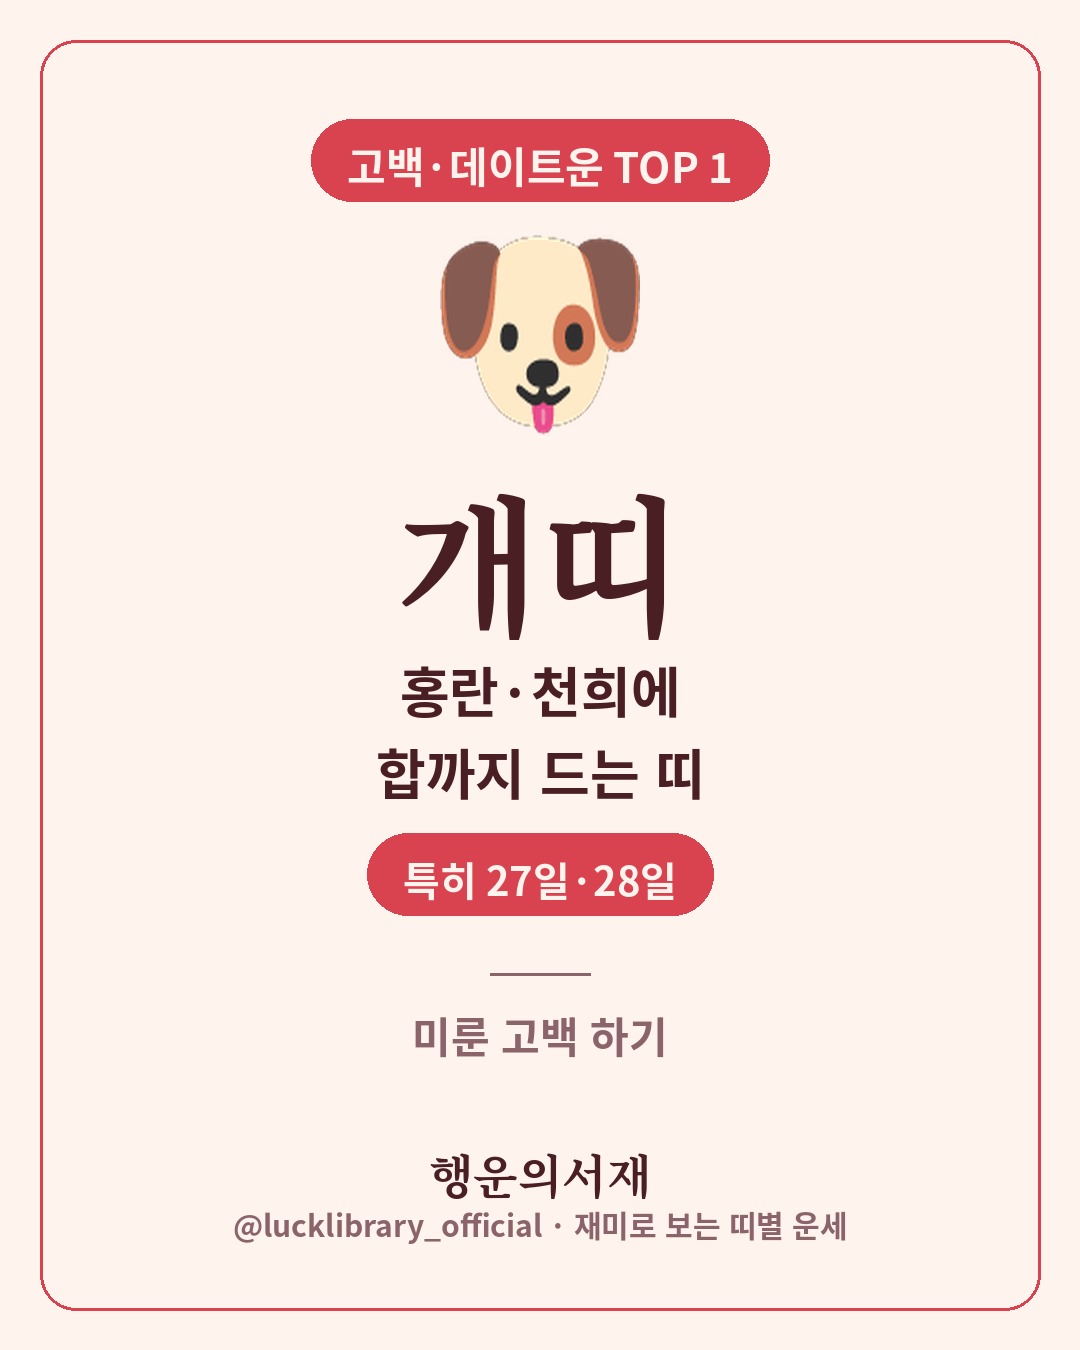 고백·데이트운 TOP 1
개띠
홍란·천희에
합까지 드는 띠
특히 27일·28일
미룬 고백 하기
행운의서재
@lucklibrary_official · 재미로 보는 띠별 운세